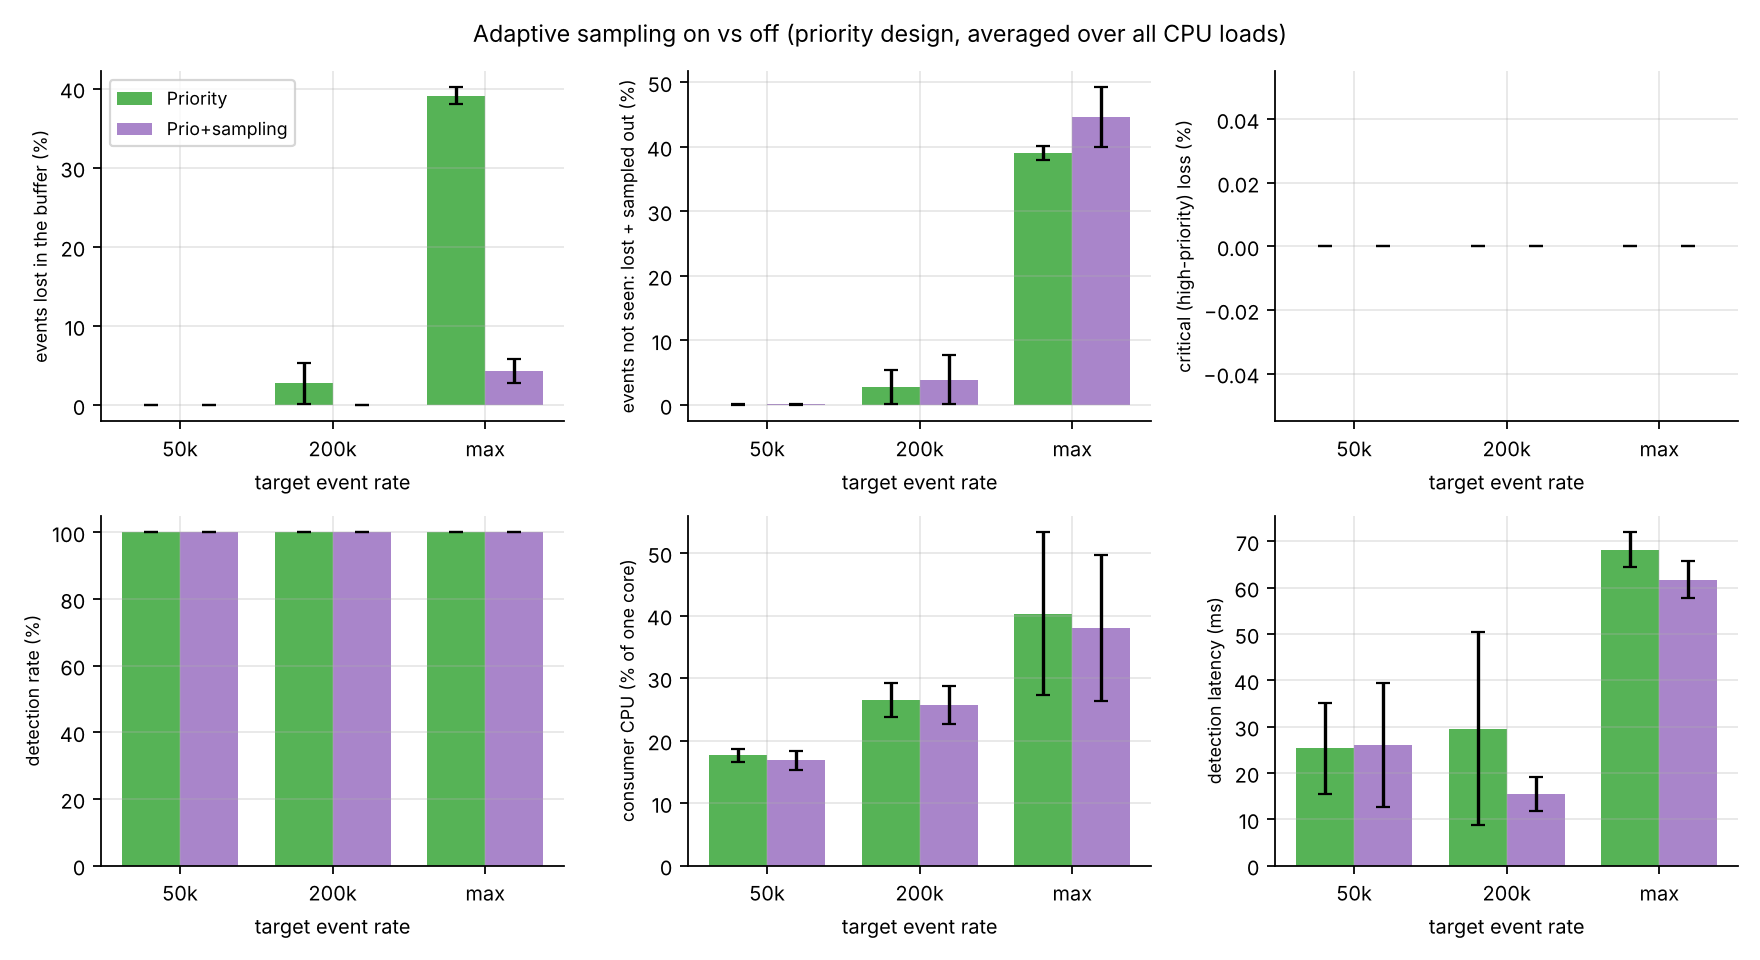 Adaptive sampling on vs off (priority design, averaged over all CPU loads)
events lost in the buffer (%)
40
30
20
10
0
Priority
Prio+sampling
50k 200k max
target event rate
events not seen: lost + sampled out (%)
50
40
30
20
10
0
50k 200k max
target event rate
critical (high-priority) loss (%)
0.04
0.02
0.00
−0.02
−0.04
50k 200k max
target event rate
detection rate (%)
100
80
60
40
20
0
50k 200k max
target event rate
consumer CPU (% of one core)
50
40
30
20
10
0
50k 200k max
target event rate
detection latency (ms)
70
60
50
40
30
20
10
0
50k 200k max
target event rate